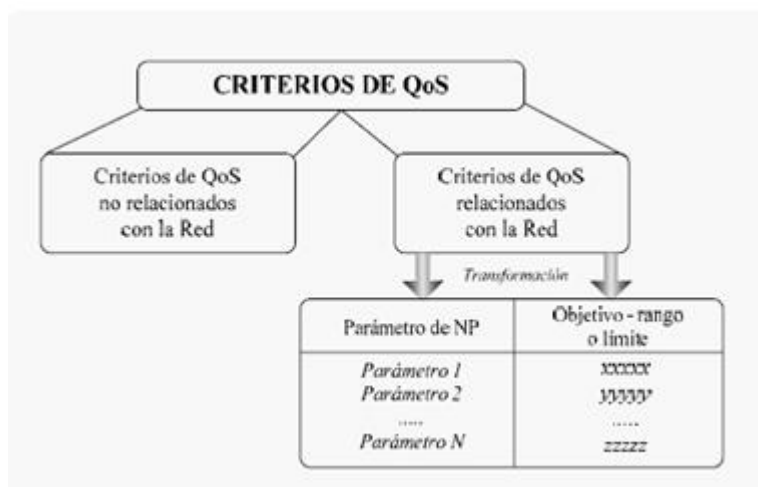 CRITERIOS DE QoS
Criterios de QoS
no relacionados
con la Red
Criterios de QoS
relacionados
con la Red
Transformación
Parámetro de NP
Objetivo - rango
o límite
Parámetro 1
xxxxx
Parámetro 2
yyyyy
.....
.....
Parámetro N
zzzzz